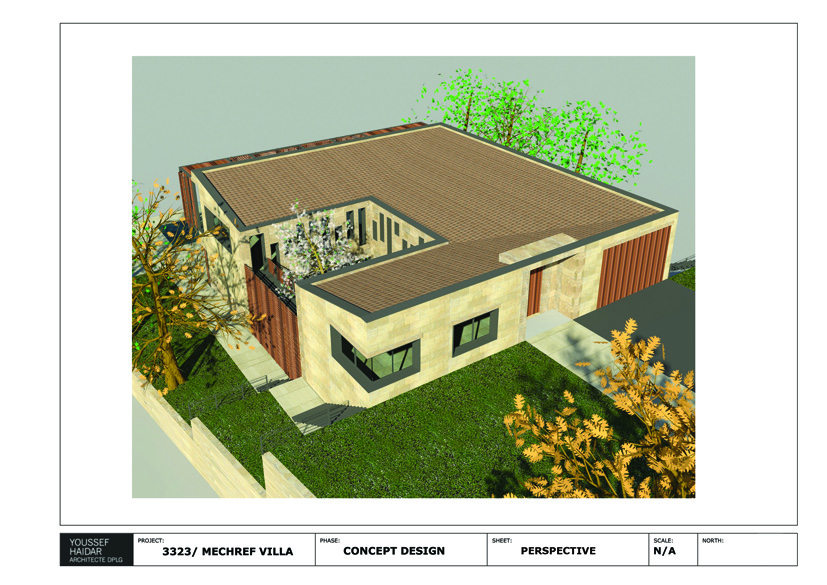 YOUSSEF
HAIDAR
ARCHITECTE DPLG
PROJECT:
3323/ MECHREF VILLA
PHASE:
CONCEPT DESIGN
SHEET:
PERSPECTIVE
SCALE:
N/A
NORTH: